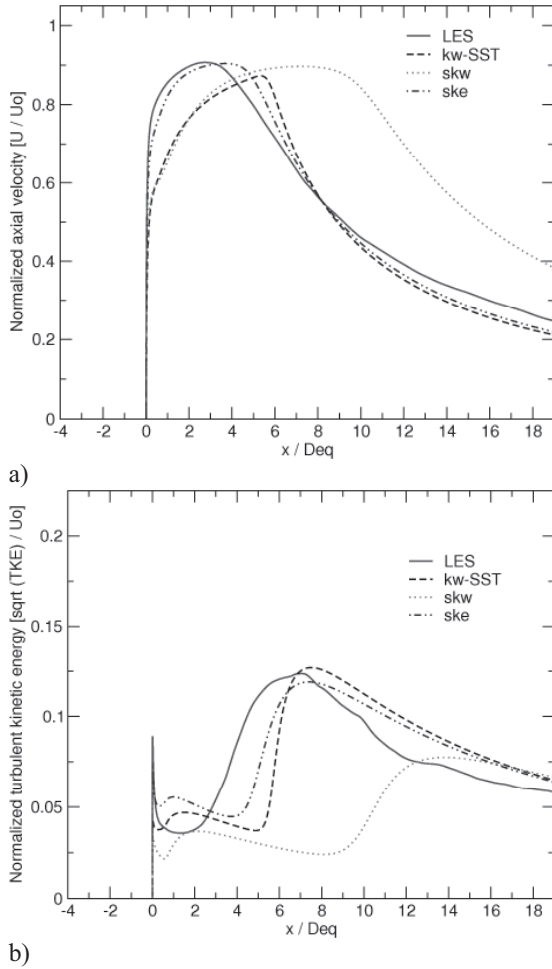 LES
kw-SST
skw
ske
Normalized axial velocity [U / Uo]
1
0.8
0.6
0.4
0.2
0
-4 -2 0 2 4 6 8 10 12 14 16 18
x / Deq
a)
LES
kw-SST
skw
ske
Normalized turbulent kinetic energy [sqrt (TKE) / Uo]
0.2
0.15
0.1
0.05
0
-4 -2 0 2 4 6 8 10 12 14 16 18
x / Deq
b)